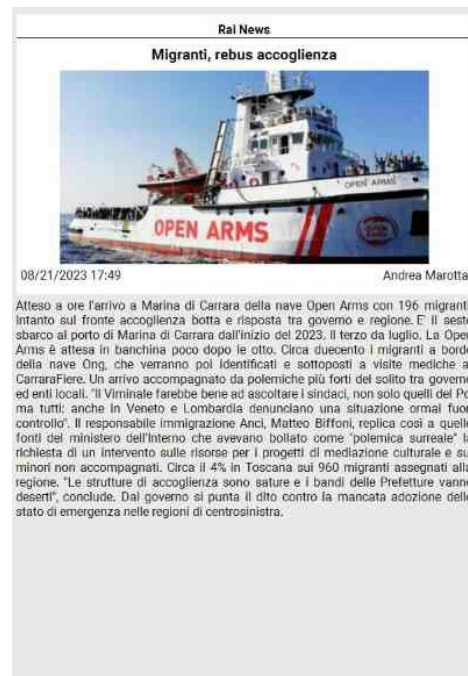 Rai News
Migranti, rebus accoglienza
OPEN ARMS
OPEN ARMS
08/21/2023 17:49
Andrea Marotta
Atteso a ore l'arrivo a Marina di Carrara della nave Open Arms con 196 migranti
Intanto sul fronte accoglienza botta e risposta tra governo e regione. E' il sesto
sbarco al porto di Marina di Carrara dall'inizio del 2023. Il terzo da luglio. La Open
Arms è attesa in banchina poco dopo le otto. Circa duecento i migranti a bordo
della nave Ong, che verranno poi identificati e sottoposti a visite mediche a
CarraraFiere. Un arrivo accompagnato da polemiche più forti del solito tra governo
ed enti locali. "Il Viminale farebbe bene ad ascoltare i sindaci, non solo quelli del Pd
ma tutti: anche in Veneto e Lombardia denunciano una situazione ormai fuori
controllo". Il responsabile immigrazione Anci, Matteo Biffoni, replica così a quelle
fonti del ministero dell'Interno che avevano bollato come "polemica surreale" la
richiesta di un intervento sulle risorse per i progetti di mediazione culturale e sui
minori non accompagnati. Circa il 4% in Toscana sui 960 migranti assegnati alla
regione. "Le strutture di accoglienza sono sature e i bandi delle Prefetture vanno
deserti", conclude. Dal governo si punta il dito contro la mancata adozione dello
stato di emergenza nelle regioni di centrosinistra.